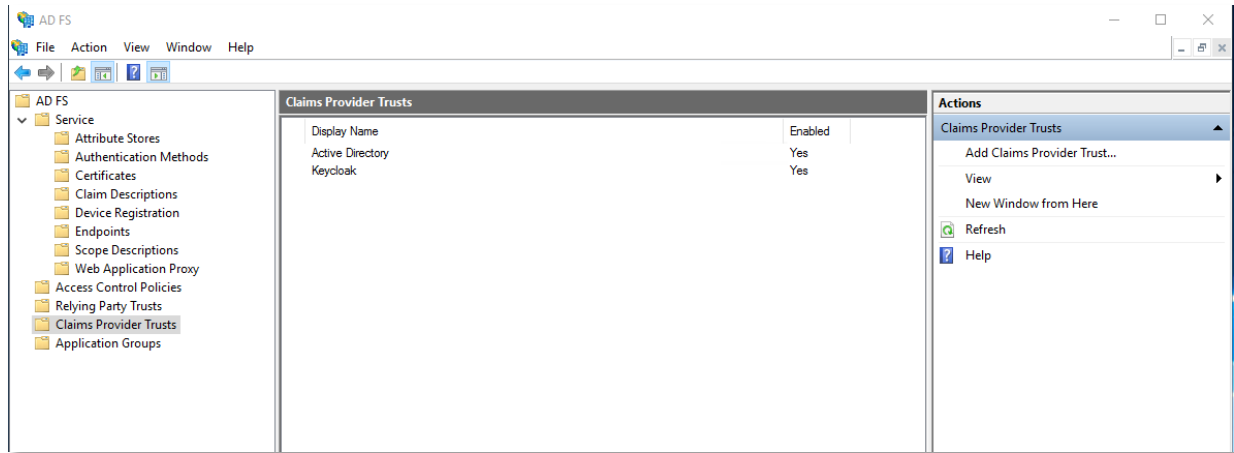 AD FS
File Action View Window Help
AD FS
Service
Attribute Stores
Authentication Methods
Certificates
Claim Descriptions
Device Registration
Endpoints
Scope Descriptions
Web Application Proxy
Access Control Policies
Relying Party Trusts
Claims Provider Trusts
Application Groups
Claims Provider Trusts
Display Name Enabled
Active Directory Yes
Keycloak Yes
Actions
Claims Provider Trusts
Add Claims Provider Trust...
View
New Window from Here
Refresh
Help